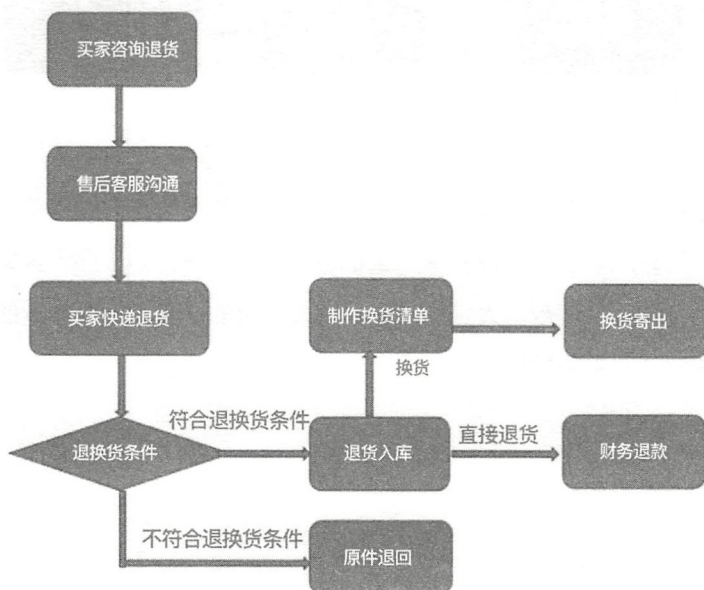 买家咨询退货
售后客服沟通
买家快递退货
制作换货清单
换货寄出
换货
符合退换货条件
直接退货
退换货条件
退货入库
财务退款
不符合退换货条件
原件退回